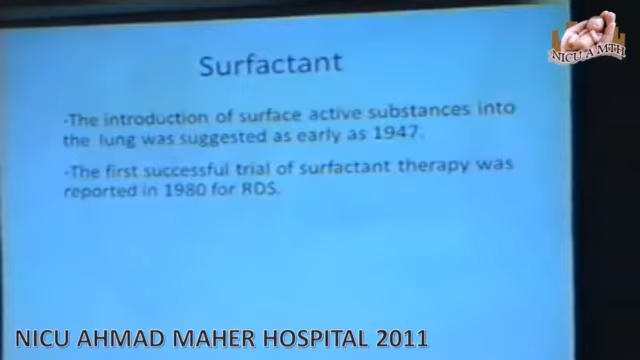 Surfactant
-The introduction of surface active substances into
the lung was suggested as early as 1947.
-The first successful trial of surfactant therapy was
reported in 1980 for RDS.
NICU A MTH
NICU AHMAD MAHER HOSPITAL 2011